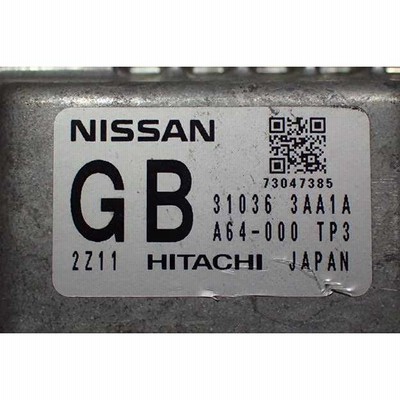 NISSAN
73047385
GB
31036 3AA1A
A64-000 TP3
2Z11 HITACHI JAPAN